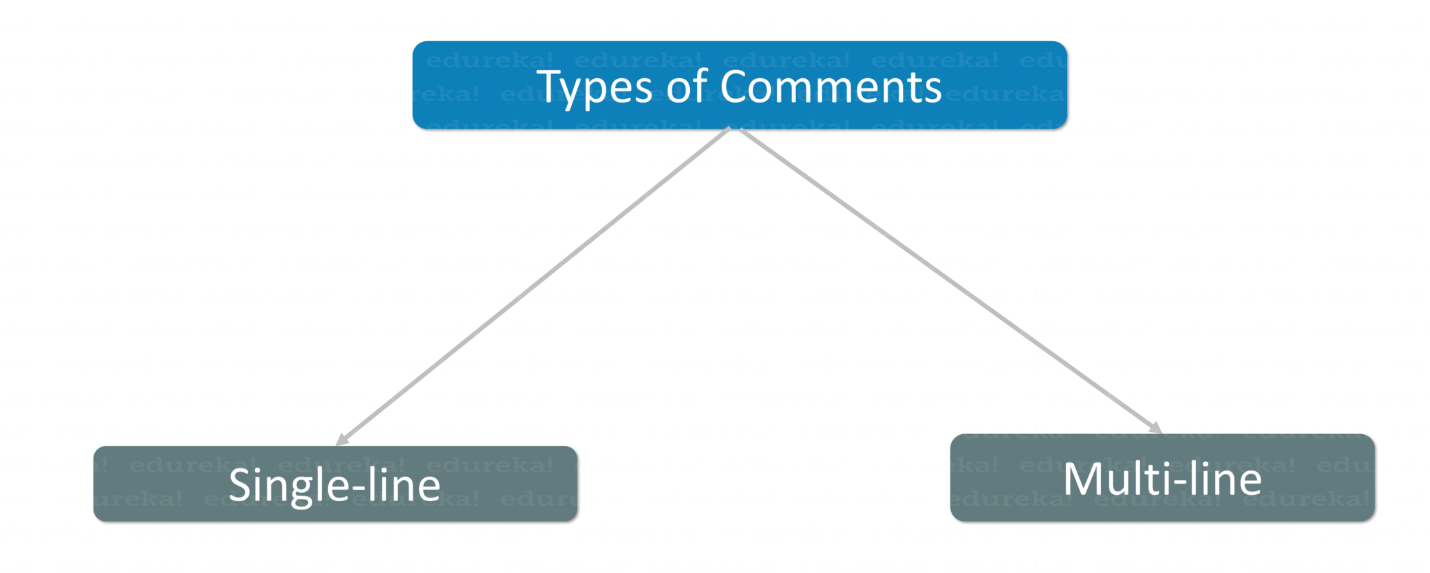 Types of Comments
Single-line
Multi-line